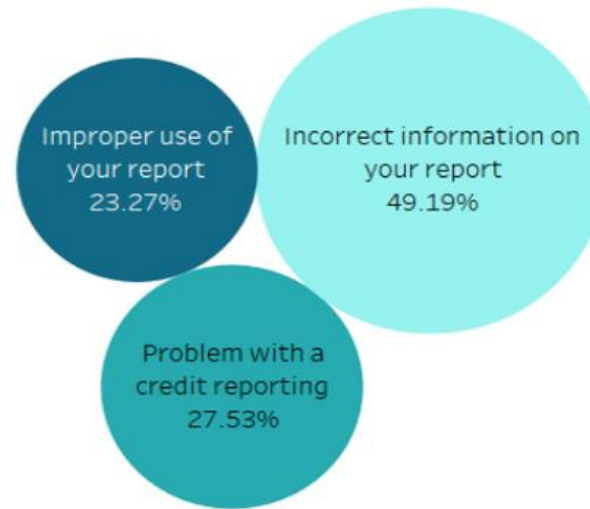 Improper use of
your report
23.27%
Incorrect information on
your report
49.19%
Problem with a
credit reporting
27.53%